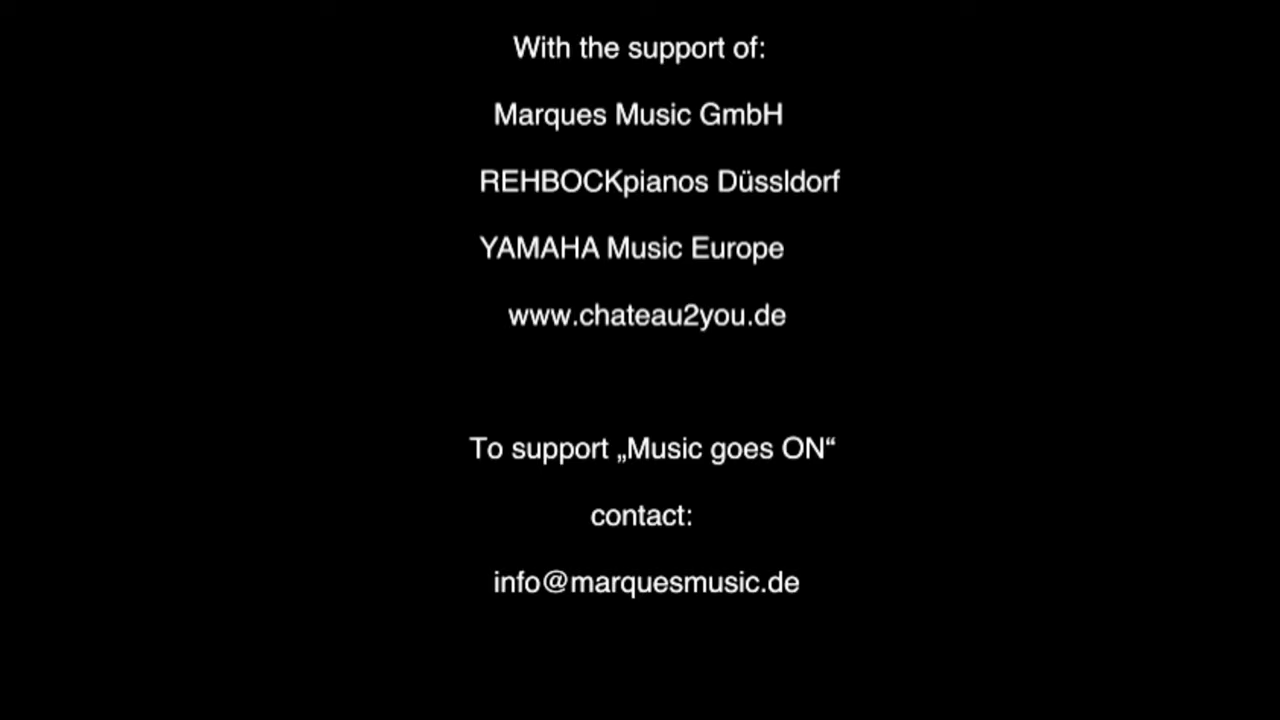 With the support of:
Marques Music GmbH
REHBOCKpianos Düssldorf
YAMAHA Music Europe
www.chateau2you.de
To support „Music goes ON“
contact:
info@marquesmusic.de